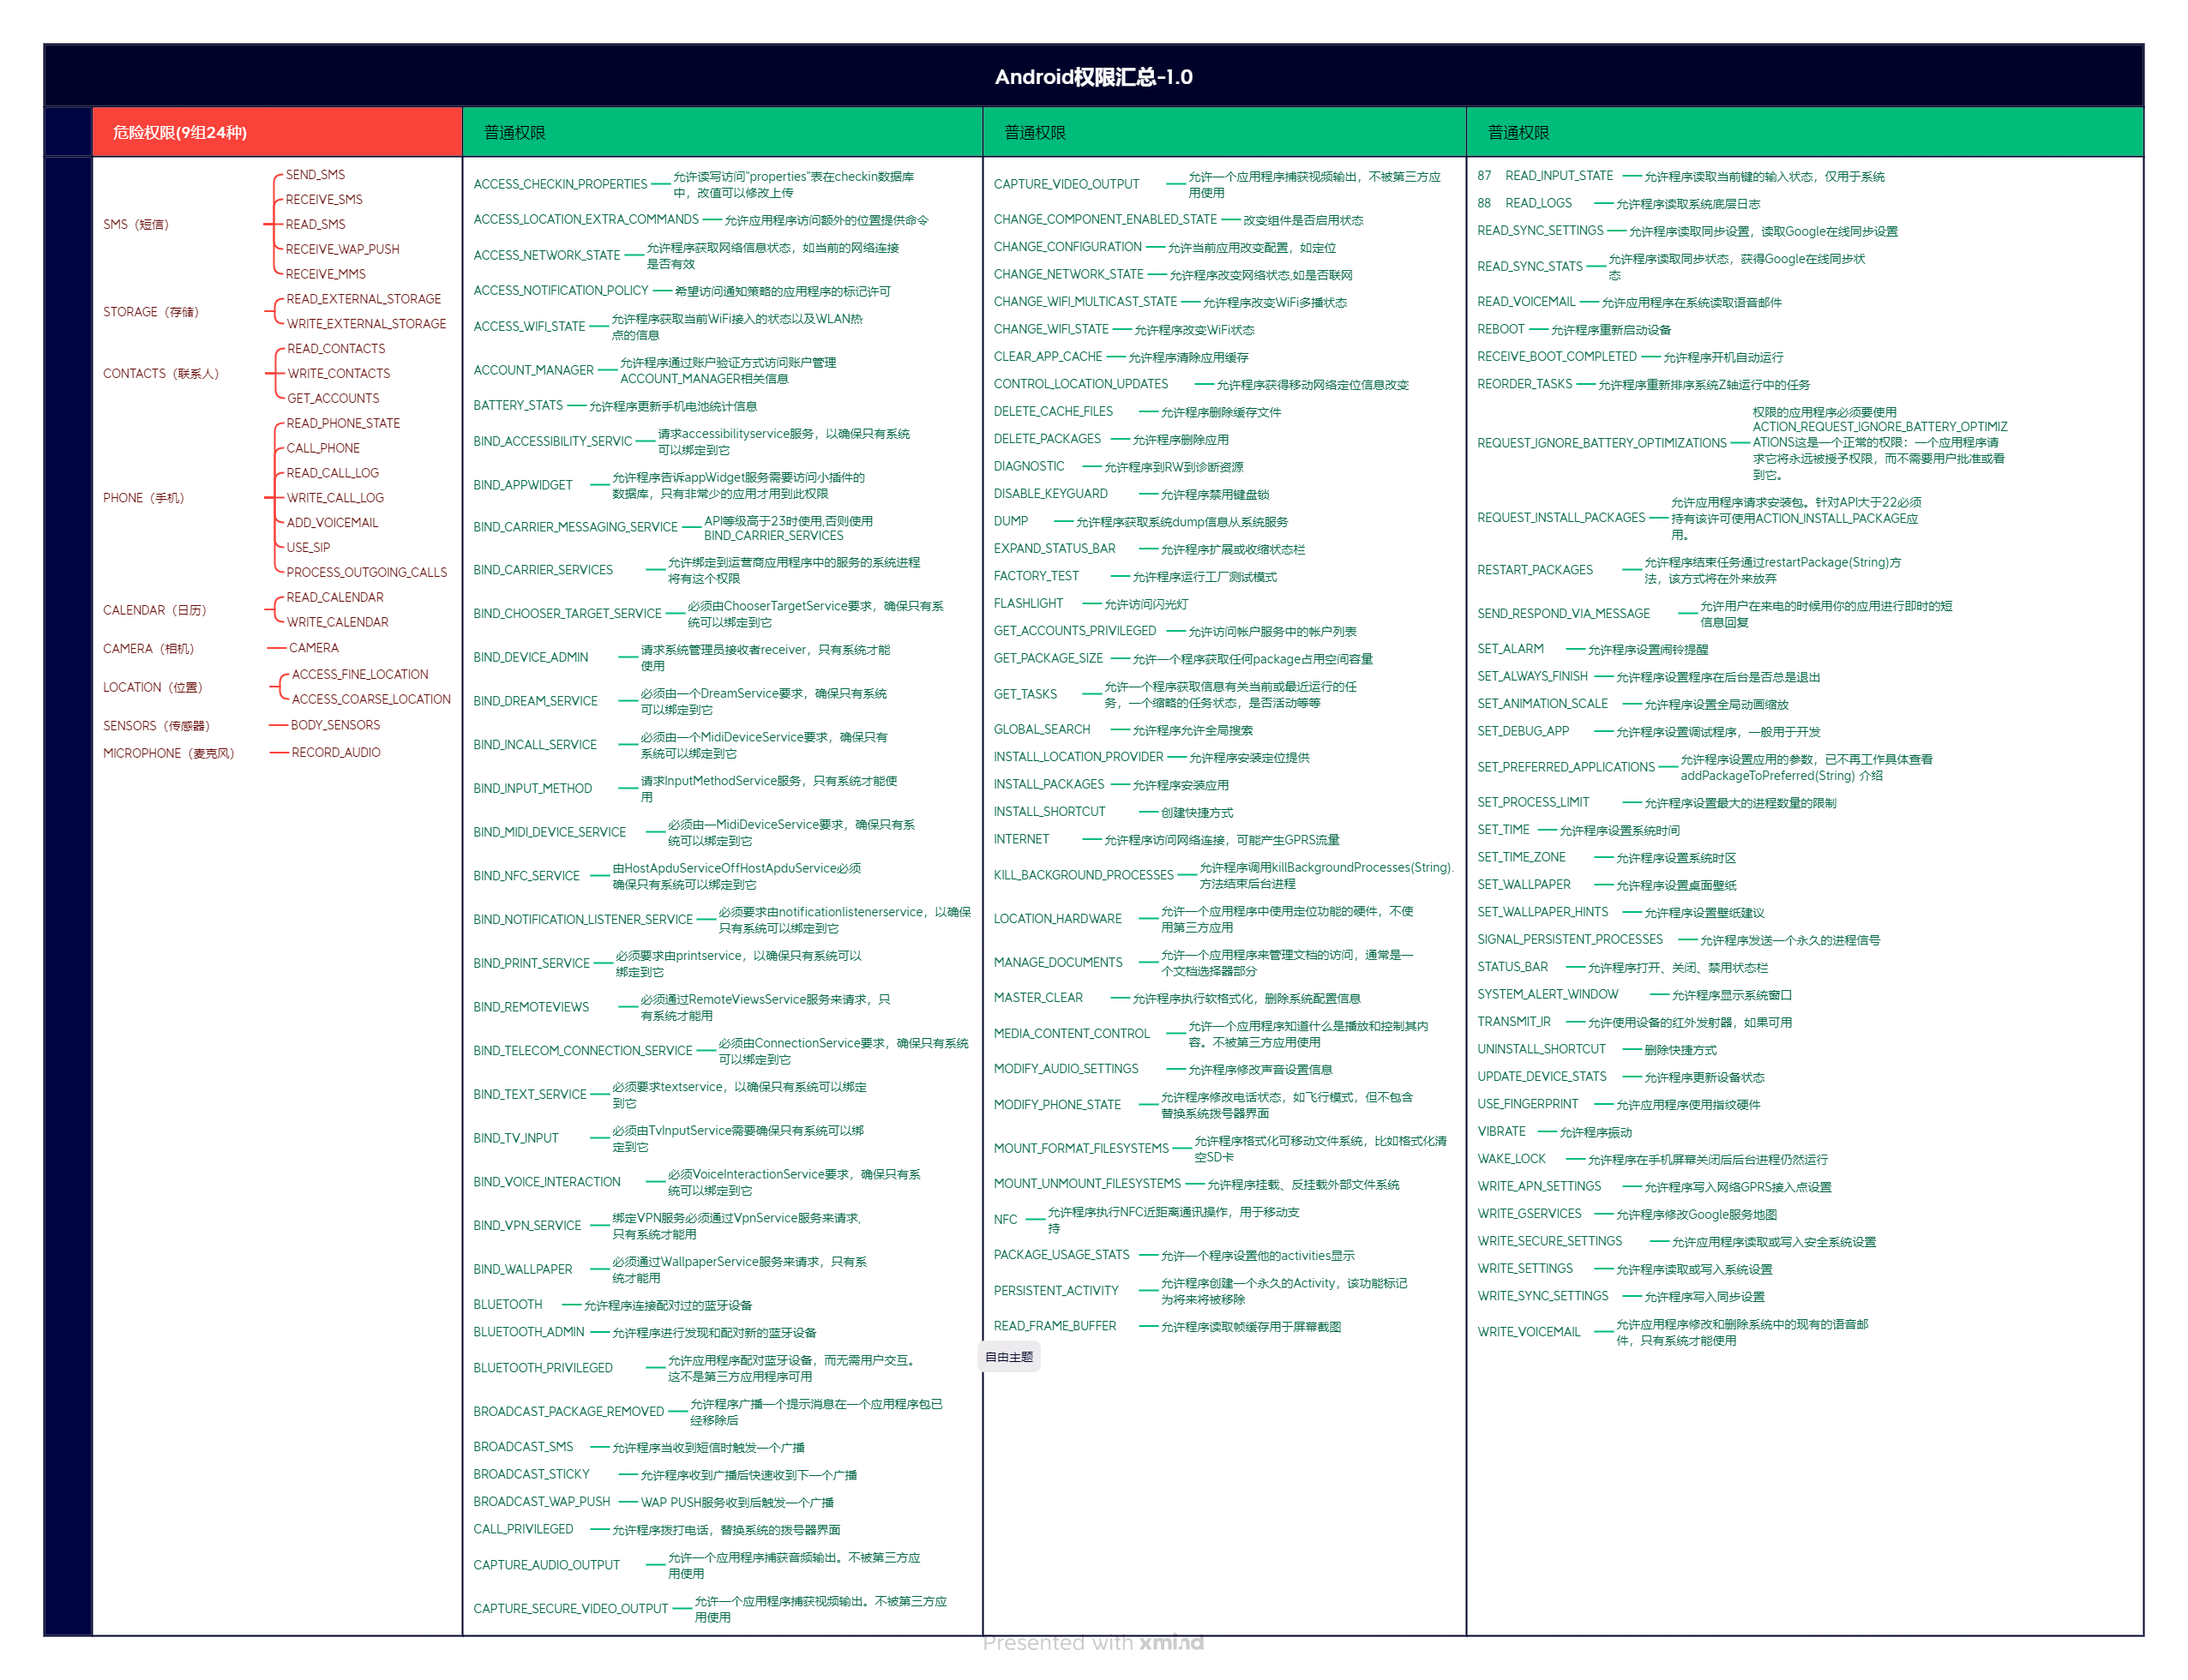 Android权限汇总-1.0
危险权限(9组24种)
SMS（短信）
SEND_SMS
RECEIVE_SMS
READ_SMS
RECEIVE_WAP_PUSH
RECEIVE_MMS
STORAGE（存储）
READ_EXTERNAL_STORAGE
WRITE_EXTERNAL_STORAGE
CONTACTS（联系人）
READ_CONTACTS
WRITE_CONTACTS
GET_ACCOUNTS
PHONE（手机）
READ_PHONE_STATE
CALL_PHONE
READ_CALL_LOG
WRITE_CALL_LOG
ADD_VOICEMAIL
USE_SIP
PROCESS_OUTGOING_CALLS
CALENDAR（日历）
READ_CALENDAR
WRITE_CALENDAR
CAMERA（相机）
CAMERA
LOCATION（位置）
ACCESS_FINE_LOCATION
ACCESS_COARSE_LOCATION
SENSORS（传感器）
BODY_SENSORS
MICROPHONE（麦克风）
RECORD_AUDIO
普通权限
ACCESS_CHECKIN_PROPERTIES
允许读写访问"properties"表在checkin数据库
中，改值可以修改上传
ACCESS_LOCATION_EXTRA_COMMANDS
允许应用程序访问额外的位置提供命令
ACCESS_NETWORK_STATE
允许程序获取网络信息状态，如当前的网络连接
是否有效
ACCESS_NOTIFICATION_POLICY
希望访问通知策略的应用程序的标记许可
ACCESS_WIFI_STATE
允许程序获取当前WiFi接入的状态以及WLAN热
点的信息
ACCOUNT_MANAGER
允许程序通过账户验证方式访问账户管理
ACCOUNT_MANAGER相关信息
BATTERY_STATS
允许程序更新手机电池统计信息
BIND_ACCESSIBILITY_SERVIC
请求accessibilityservice服务，以确保只有系统
可以绑定到它
BIND_APPWIDGET
允许程序告诉appWidget服务需要访问小插件的
数据库，只有非常少的应用才用到此权限
BIND_CARRIER_MESSAGING_SERVICE
API等级高于23时使用,否则使用
BIND_CARRIER_SERVICES
BIND_CARRIER_SERVICES
允许绑定到运营商应用程序中的服务的系统进程
将有这个权限
BIND_CHOOSER_TARGET_SERVICE
必须由ChooserTargetService要求，确保只有系
统可以绑定到它
BIND_DEVICE_ADMIN
请求系统管理员接收者receiver，只有系统才能
使用
BIND_DREAM_SERVICE
必须由一个DreamService要求，确保只有系统
可以绑定到它
BIND_INCALL_SERVICE
必须由一个MidiDeviceService要求，确保只有
系统可以绑定到它
BIND_INPUT_METHOD
请求InputMethodService服务，只有系统才能使
用
BIND_MIDI_DEVICE_SERVICE
必须由一MidiDeviceService要求，确保只有系
统可以绑定到它
BIND_NFC_SERVICE
由HostApduServiceOffHostApduService必须
确保只有系统可以绑定到它
BIND_NOTIFICATION_LISTENER_SERVICE
必须要求由notificationlistenerservice，以确保
只有系统可以绑定到它
BIND_PRINT_SERVICE
必须要求由printservice，以确保只有系统可以
绑定到它
BIND_REMOTEVIEWS
必须通过RemoteViewsService服务来请求，只
有系统才能用
BIND_TELECOM_CONNECTION_SERVICE
必须由ConnectionService要求，确保只有系统
可以绑定到它
BIND_TEXT_SERVICE
必须要求textservice，以确保只有系统可以绑定
到它
BIND_TV_INPUT
必须由TvInputService需要确保只有系统可以绑
定到它
BIND_VOICE_INTERACTION
必须VoiceInteractionService要求，确保只有系
统可以绑定到它
BIND_VPN_SERVICE
绑定VPN服务必须通过VpnService服务来请求,
只有系统才能用
BIND_WALLPAPER
必须通过WallpaperService服务来请求，只有系
统才能用
BLUETOOTH
允许程序连接配对过的蓝牙设备
BLUETOOTH_ADMIN
允许程序进行发现和配对新的蓝牙设备
BLUETOOTH_PRIVILEGED
允许应用程序配对蓝牙设备，而无需用户交互。
这不是第三方应用程序可用
BROADCAST_PACKAGE_REMOVED
允许程序广播一个提示消息在一个应用程序包已
经移除后
BROADCAST_SMS
允许程序当收到短信时触发一个广播
BROADCAST_STICKY
允许程序收到广播后快速收到下一个广播
BROADCAST_WAP_PUSH
WAP PUSH服务收到后触发一个广播
CALL_PRIVILEGED
允许程序拨打电话，替换系统的拨号器界面
CAPTURE_AUDIO_OUTPUT
允许一个应用程序捕获音频输出。不被第三方应
用使用
CAPTURE_SECURE_VIDEO_OUTPUT
允许一个应用程序捕获视频输出。不被第三方应
用使用
普通权限
CAPTURE_VIDEO_OUTPUT
允许一个应用程序捕获视频输出，不被第三方应
用使用
CHANGE_COMPONENT_ENABLED_STATE
改变组件是否启用状态
CHANGE_CONFIGURATION
允许当前应用改变配置，如定位
CHANGE_NETWORK_STATE
允许程序改变网络状态,如是否联网
CHANGE_WIFI_MULTICAST_STATE
允许程序改变WiFi多播状态
CHANGE_WIFI_STATE
允许程序改变WiFi状态
CLEAR_APP_CACHE
允许程序清除应用缓存
CONTROL_LOCATION_UPDATES
允许程序获得移动网络定位信息改变
DELETE_CACHE_FILES
允许程序删除缓存文件
DELETE_PACKAGES
允许程序删除应用
DIAGNOSTIC
允许程序到RW到诊断资源
DISABLE_KEYGUARD
允许程序禁用键盘锁
DUMP
允许程序获取系统dump信息从系统服务
EXPAND_STATUS_BAR
允许程序扩展或收缩状态栏
FACTORY_TEST
允许程序运行工厂测试模式
FLASHLIGHT
允许访问闪光灯
GET_ACCOUNTS_PRIVILEGED
允许访问帐户服务中的帐户列表
GET_PACKAGE_SIZE
允许一个程序获取任何package占用空间容量
GET_TASKS
允许一个程序获取信息有关当前或最近运行的任
务，一个缩略的任务状态，是否活动等等
GLOBAL_SEARCH
允许程序允许全局搜索
INSTALL_LOCATION_PROVIDER
允许程序安装定位提供
INSTALL_PACKAGES
允许程序安装应用
INSTALL_SHORTCUT
创建快捷方式
INTERNET
允许程序访问网络连接，可能产生GPRS流量
KILL_BACKGROUND_PROCESSES
允许程序调用killBackgroundProcesses(String).
方法结束后台进程
LOCATION_HARDWARE
允许一个应用程序中使用定位功能的硬件，不使
用第三方应用
MANAGE_DOCUMENTS
允许一个应用程序来管理文档的访问，通常是一
个文档选择器部分
MASTER_CLEAR
允许程序执行软格式化，删除系统配置信息
MEDIA_CONTENT_CONTROL
允许一个应用程序知道什么是播放和控制其内
容。不被第三方应用使用
MODIFY_AUDIO_SETTINGS
允许程序修改声音设置信息
MODIFY_PHONE_STATE
允许程序修改电话状态，如飞行模式，但不包含
替换系统拨号器界面
MOUNT_FORMAT_FILESYSTEMS
允许程序格式化可移动文件系统，比如格式化清
空SD卡
MOUNT_UNMOUNT_FILESYSTEMS
允许程序挂载、反挂载外部文件系统
NFC
允许程序执行NFC近距离通讯操作，用于移动支
持
PACKAGE_USAGE_STATS
允许一个程序设置他的activities显示
PERSISTENT_ACTIVITY
允许程序创建一个永久的Activity，该功能标记
为将来将被移除
READ_FRAME_BUFFER
允许程序读取帧缓存用于屏幕截图
自由主题
普通权限
87 READ_INPUT_STATE
允许程序读取当前键的输入状态，仅用于系统
88 READ_LOGS
允许程序读取系统底层日志
READ_SYNC_SETTINGS
允许程序读取同步设置，读取Google在线同步设置
READ_SYNC_STATS
允许程序读取同步状态，获得Google在线同步状
态
READ_VOICEMAIL
允许应用程序在系统读取语音邮件
REBOOT
允许程序重新启动设备
RECEIVE_BOOT_COMPLETED
允许程序开机自动运行
REORDER_TASKS
允许程序重新排序系统Z轴运行中的任务
REQUEST_IGNORE_BATTERY_OPTIMIZATIONS
权限的应用程序必须要使用
ACTION_REQUEST_IGNORE_BATTERY_OPTIMIZ
ATIONS这是一个正常的权限：一个应用程序请
求它将永远被授予权限，而不需要用户批准或看
到它。
REQUEST_INSTALL_PACKAGES
允许应用程序请求安装包。针对API大于22必须
持有该许可使用ACTION_INSTALL_PACKAGE应
用。
RESTART_PACKAGES
允许程序结束任务通过restartPackage(String)方
法，该方式将在外来放弃
SEND_RESPOND_VIA_MESSAGE
允许用户在来电的时候用你的应用进行即时的短
信息回复
SET_ALARM
允许程序设置闹铃提醒
SET_ALWAYS_FINISH
允许程序设置程序在后台是否总是退出
SET_ANIMATION_SCALE
允许程序设置全局动画缩放
SET_DEBUG_APP
允许程序设置调试程序，一般用于开发
SET_PREFERRED_APPLICATIONS
允许程序设置应用的参数，已不再工作具体查看
addPackageToPreferred(String) 介绍
SET_PROCESS_LIMIT
允许程序设置最大的进程数量的限制
SET_TIME
允许程序设置系统时间
SET_TIME_ZONE
允许程序设置系统时区
SET_WALLPAPER
允许程序设置桌面壁纸
SET_WALLPAPER_HINTS
允许程序设置壁纸建议
SIGNAL_PERSISTENT_PROCESSES
允许程序发送一个永久的进程信号
STATUS_BAR
允许程序打开、关闭、禁用状态栏
SYSTEM_ALERT_WINDOW
允许程序显示系统窗口
TRANSMIT_IR
允许使用设备的红外发射器，如果可用
UNINSTALL_SHORTCUT
删除快捷方式
UPDATE_DEVICE_STATS
允许程序更新设备状态
USE_FINGERPRINT
允许应用程序使用指纹硬件
VIBRATE
允许程序振动
WAKE_LOCK
允许程序在手机屏幕关闭后后台进程仍然运行
WRITE_APN_SETTINGS
允许程序写入网络GPRS接入点设置
WRITE_GSERVICES
允许程序修改Google服务地图
WRITE_SECURE_SETTINGS
允许应用程序读取或写入安全系统设置
WRITE_SETTINGS
允许程序读取或写入系统设置
WRITE_SYNC_SETTINGS
允许程序写入同步设置
WRITE_VOICEMAIL
允许应用程序修改和删除系统中的现有的语音邮
件，只有系统才能使用
Presented with xmind